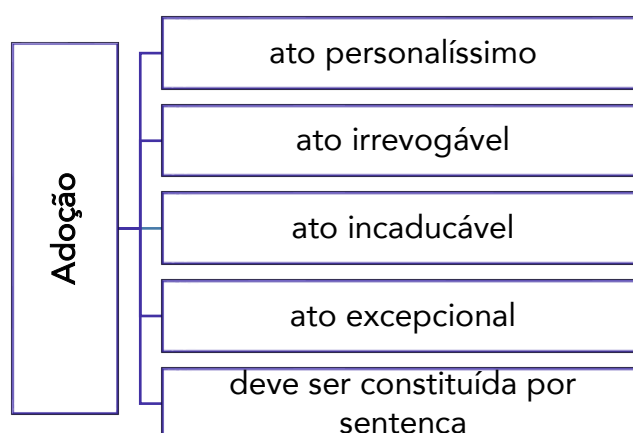 Adoção
ato personalíssimo
ato irrevogável
ato incaducável
ato excepcional
deve ser constituída por
sentença